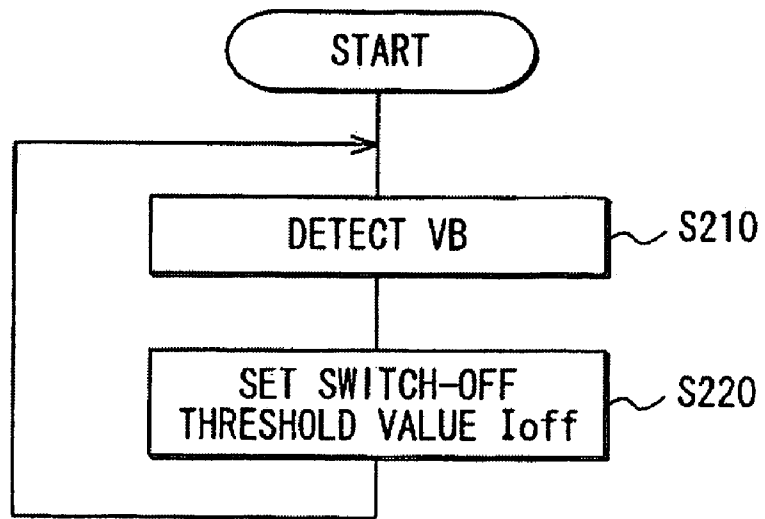 START
DETECT VB
S210
SET SWITCH-OFF
THRESHOLD VALUE Ioff
S220